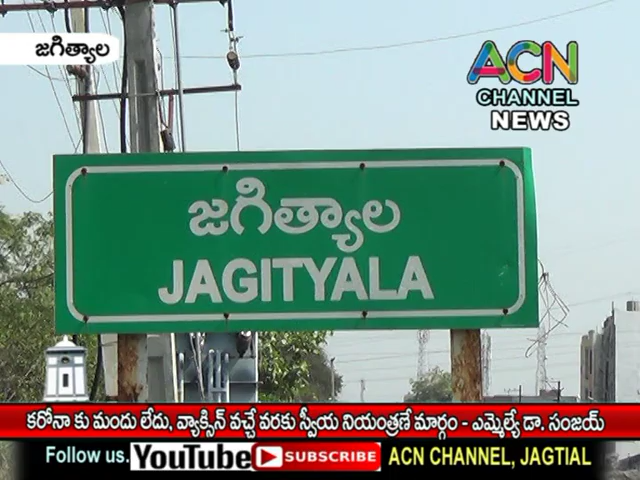 జగిత్యాల
ACN
CHANNEL
NEWS
జగిత్యాల
JAGITYALA
కరోనా కు మందు లేదు, వ్యాక్సిన్ వచ్చే వరకు స్వీయ నియంత్రణే మార్గం - ఎమ్మెల్యే డా. సంజయ్
Follow us. YouTube SUBSCRIBE ACN CHANNEL, JAGTIAL